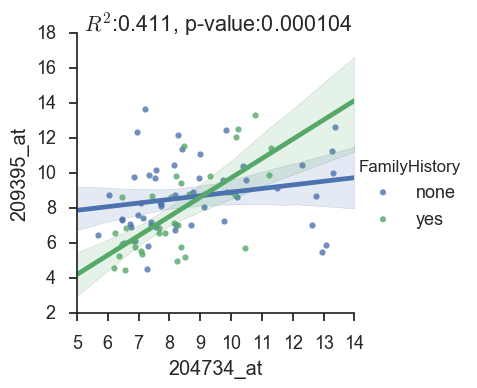 R²:0.411, p-value:0.000104
18
16
14
12
10
8
6
4
2
209395_at
5 6 7 8 9 10 11 12 13 14
204734_at
FamilyHistory
none
yes